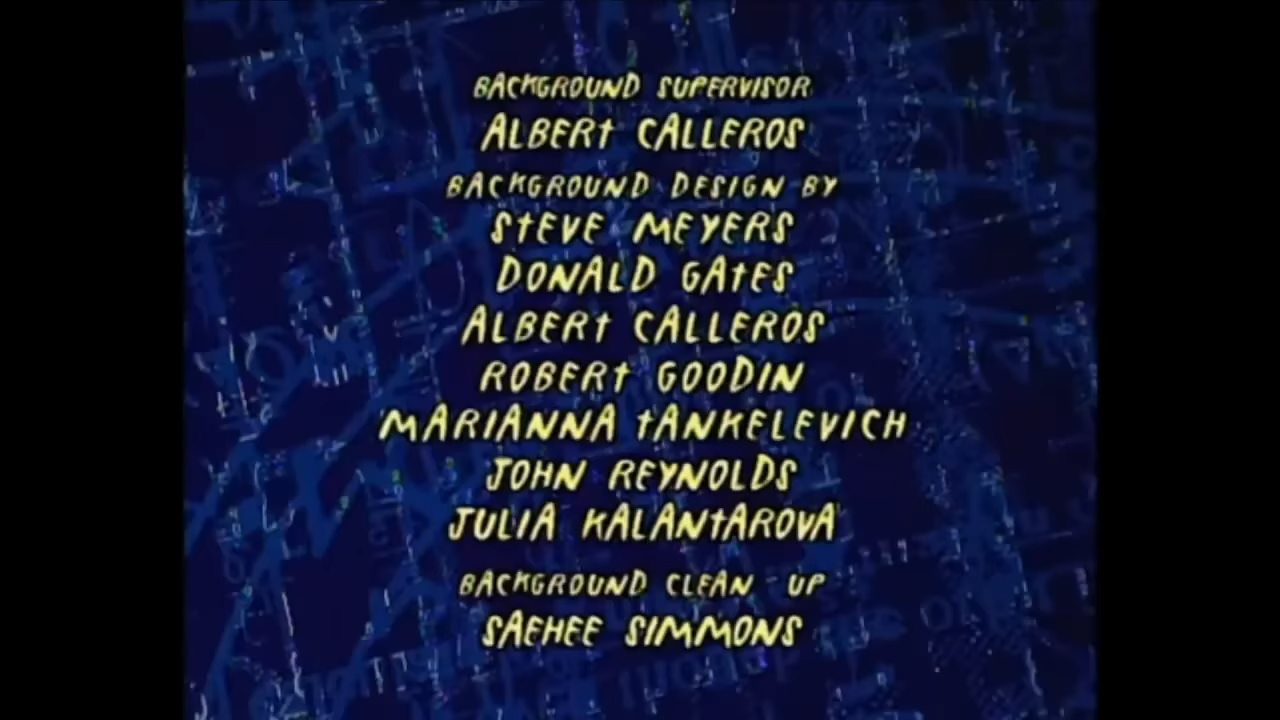 BACKGROUND SUPERVISOR
ALBERT CALLEROS
BACKGROUND DESIGN BY
STEVE MEYERS
DONALD GATES
ALBERT CALLEROS
ROBERT GOODIN
MARIANNA TANKELEVICH
JOHN REYNOLDS
JULIA KALANTAROVA
BACKGROUND CLEAN - UP
SAEHEE SIMMONS